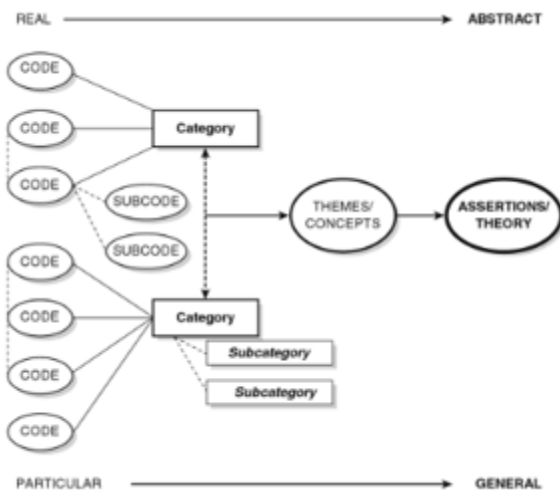 REAL
ABSTRACT
CODE
CODE
Category
CODE
SUBCODE
SUBCODE
THEMES/
CONCEPTS
ASSERTIONS/
THEORY
CODE
CODE
Category
Subcategory
CODE
Subcategory
CODE
PARTICULAR
GENERAL